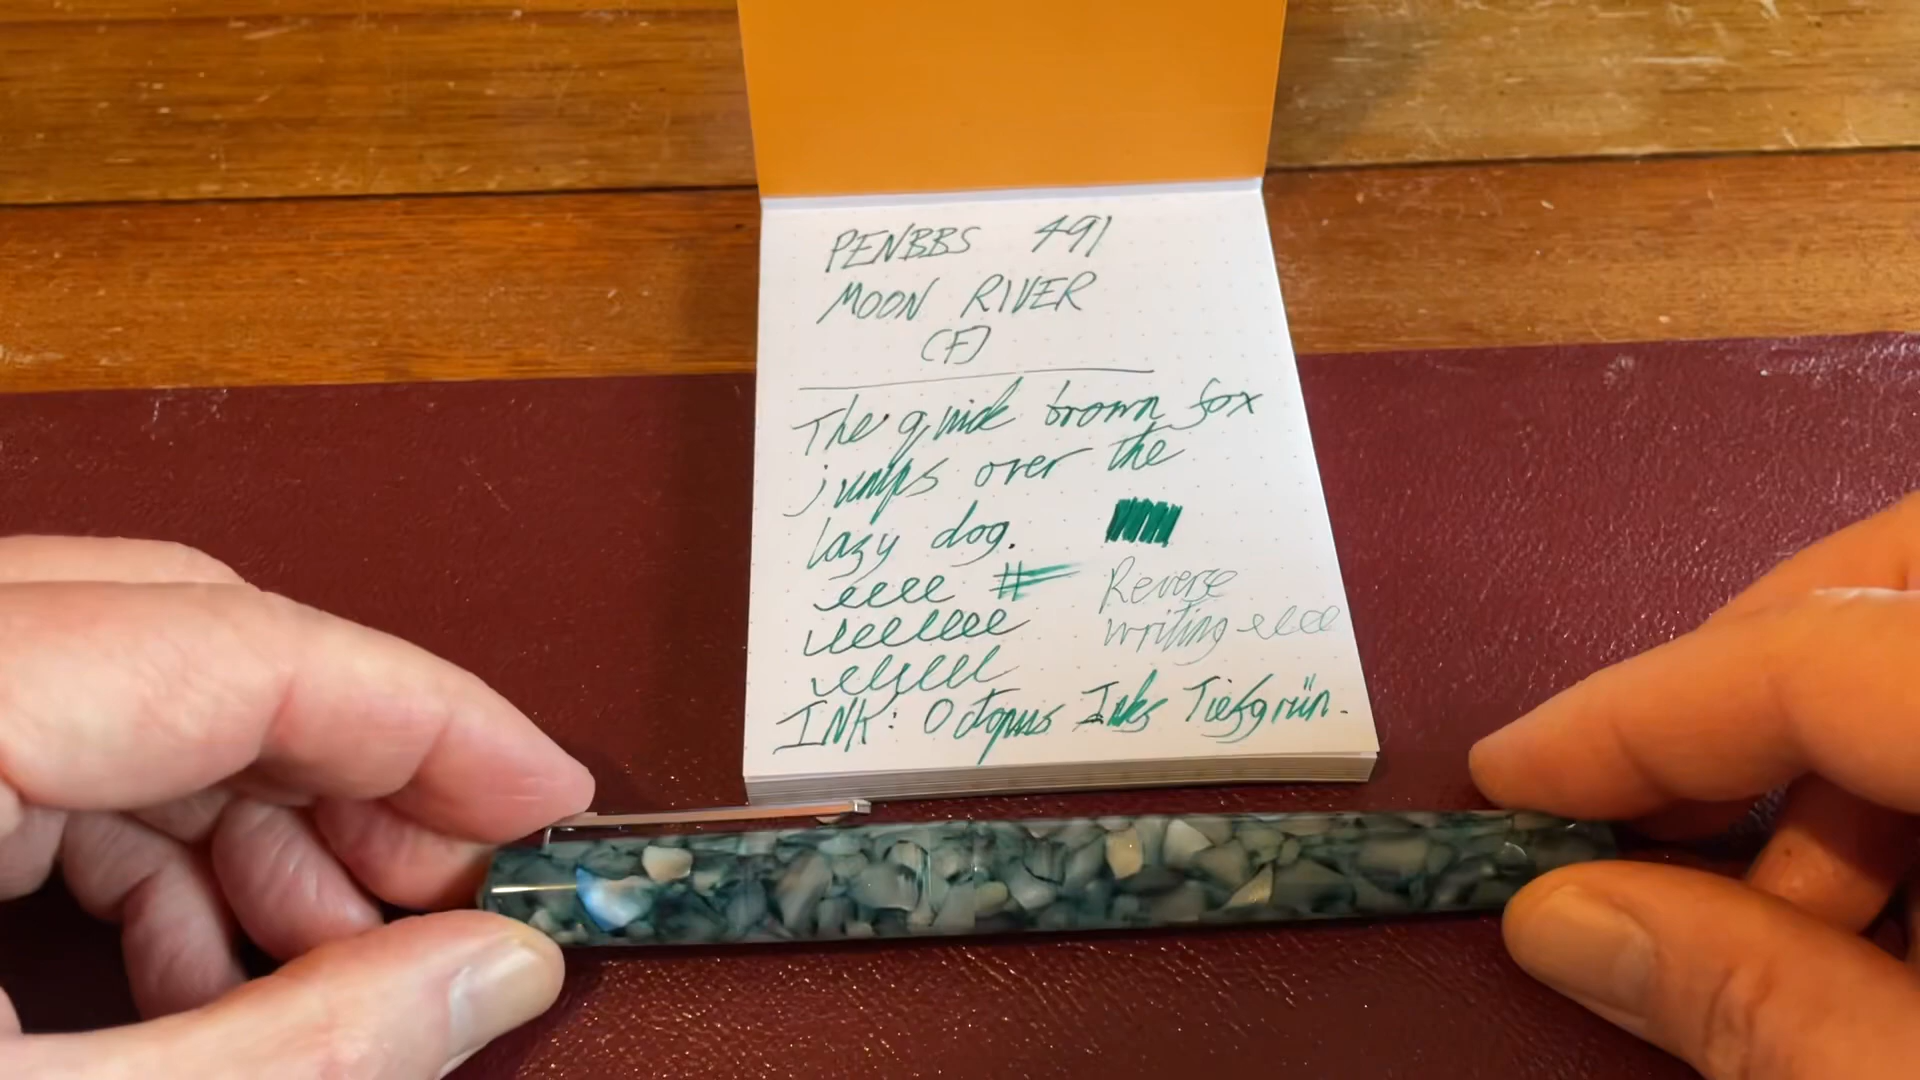 PENBBS 491
MOON RIVER
(F)
The quick brown fox
jumps over the
lazy dog.
eeee
Reverse
eeeeeee
writing eeee
eeeeee
INK: Octopus Inks Tiefgrün.